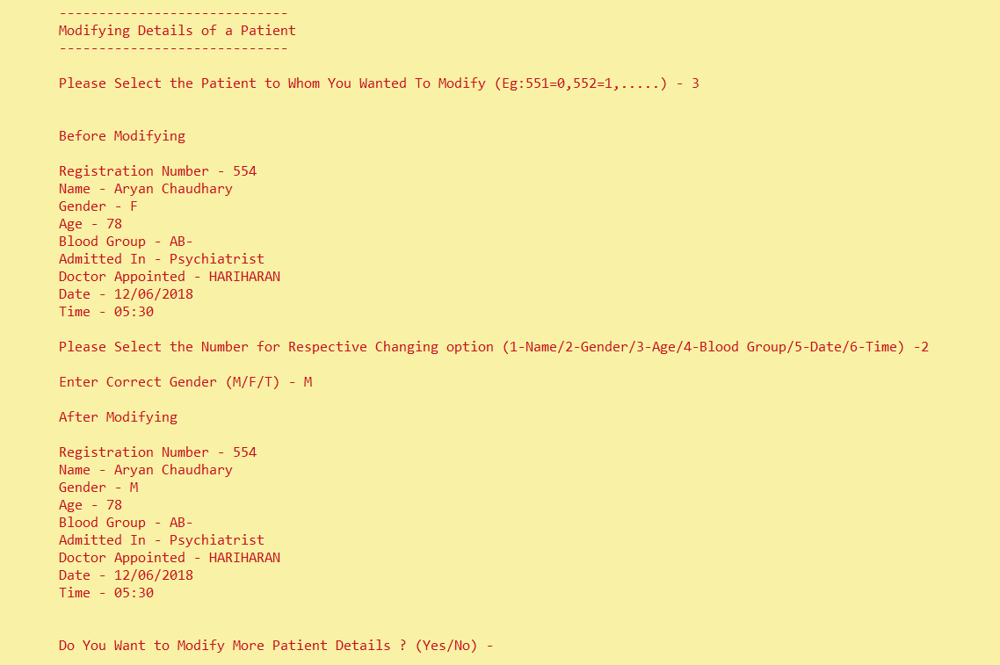 -----------------------------
Modifying Details of a Patient
-----------------------------
Please Select the Patient to Whom You Wanted To Modify (Eg:551=0,552=1,.....) - 3
Before Modifying
Registration Number - 554
Name - Aryan Chaudhary
Gender - F
Age - 78
Blood Group - AB-
Admitted In - Psychiatrist
Doctor Appointed - HARIHARAN
Date - 12/06/2018
Time - 05:30
Please Select the Number for Respective Changing option (1-Name/2-Gender/3-Age/4-Blood Group/5-Date/6-Time) -2
Enter Correct Gender (M/F/T) - M
After Modifying
Registration Number - 554
Name - Aryan Chaudhary
Gender - M
Age - 78
Blood Group - AB-
Admitted In - Psychiatrist
Doctor Appointed - HARIHARAN
Date - 12/06/2018
Time - 05:30
Do You Want to Modify More Patient Details ? (Yes/No) -